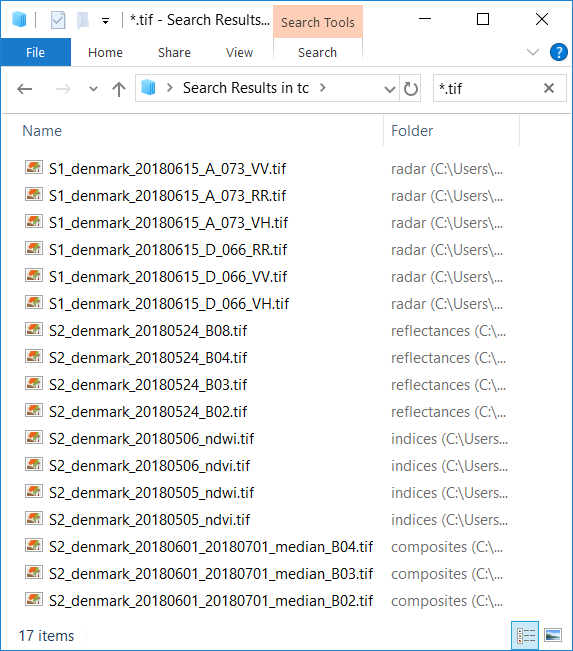 *.tif - Search Results...
Search Tools
File
Home
Share
View
Search
?
Search Results in tc
*.tif
Name
Folder
S1_denmark_20180615_A_073_VV.tif radar (C:\Users\...
S1_denmark_20180615_A_073_RR.tif radar (C:\Users\...
S1_denmark_20180615_A_073_VH.tif radar (C:\Users\...
S1_denmark_20180615_D_066_RR.tif radar (C:\Users\...
S1_denmark_20180615_D_066_VV.tif radar (C:\Users\...
S1_denmark_20180615_D_066_VH.tif radar (C:\Users\...
S2_denmark_20180524_B08.tif reflectances (C:\...
S2_denmark_20180524_B04.tif reflectances (C:\...
S2_denmark_20180524_B03.tif reflectances (C:\...
S2_denmark_20180524_B02.tif reflectances (C:\...
S2_denmark_20180506_ndwi.tif indices (C:\Users...
S2_denmark_20180506_ndvi.tif indices (C:\Users...
S2_denmark_20180505_ndwi.tif indices (C:\Users...
S2_denmark_20180505_ndvi.tif indices (C:\Users...
S2_denmark_20180601_20180701_median_B04.tif composites (C:\...
S2_denmark_20180601_20180701_median_B03.tif composites (C:\...
S2_denmark_20180601_20180701_median_B02.tif composites (C:\...
17 items